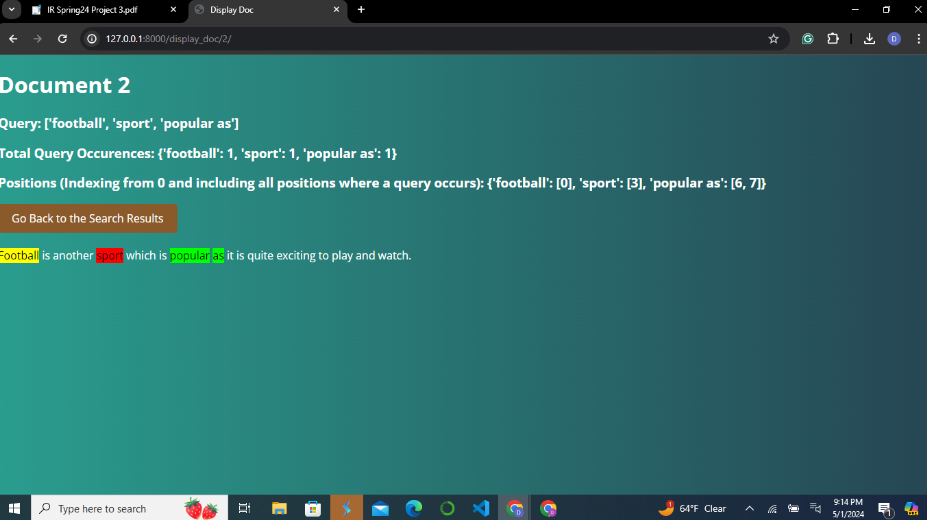 IR Spring24 Project 3.pdf
Display Doc
127.0.0.1:8000/display_doc/2/
D
Document 2
Query: ['football', 'sport', 'popular as']
Total Query Occurences: {'football': 1, 'sport': 1, 'popular as': 1}
Positions (Indexing from 0 and including all positions where a query occurs): {'football': [0], 'sport': [3], 'popular as': [6, 7]}
Go Back to the Search Results
Football is another sport which is popular as it is quite exciting to play and watch.
Type here to search
64°F Clear
9:14 PM
5/1/2024
1